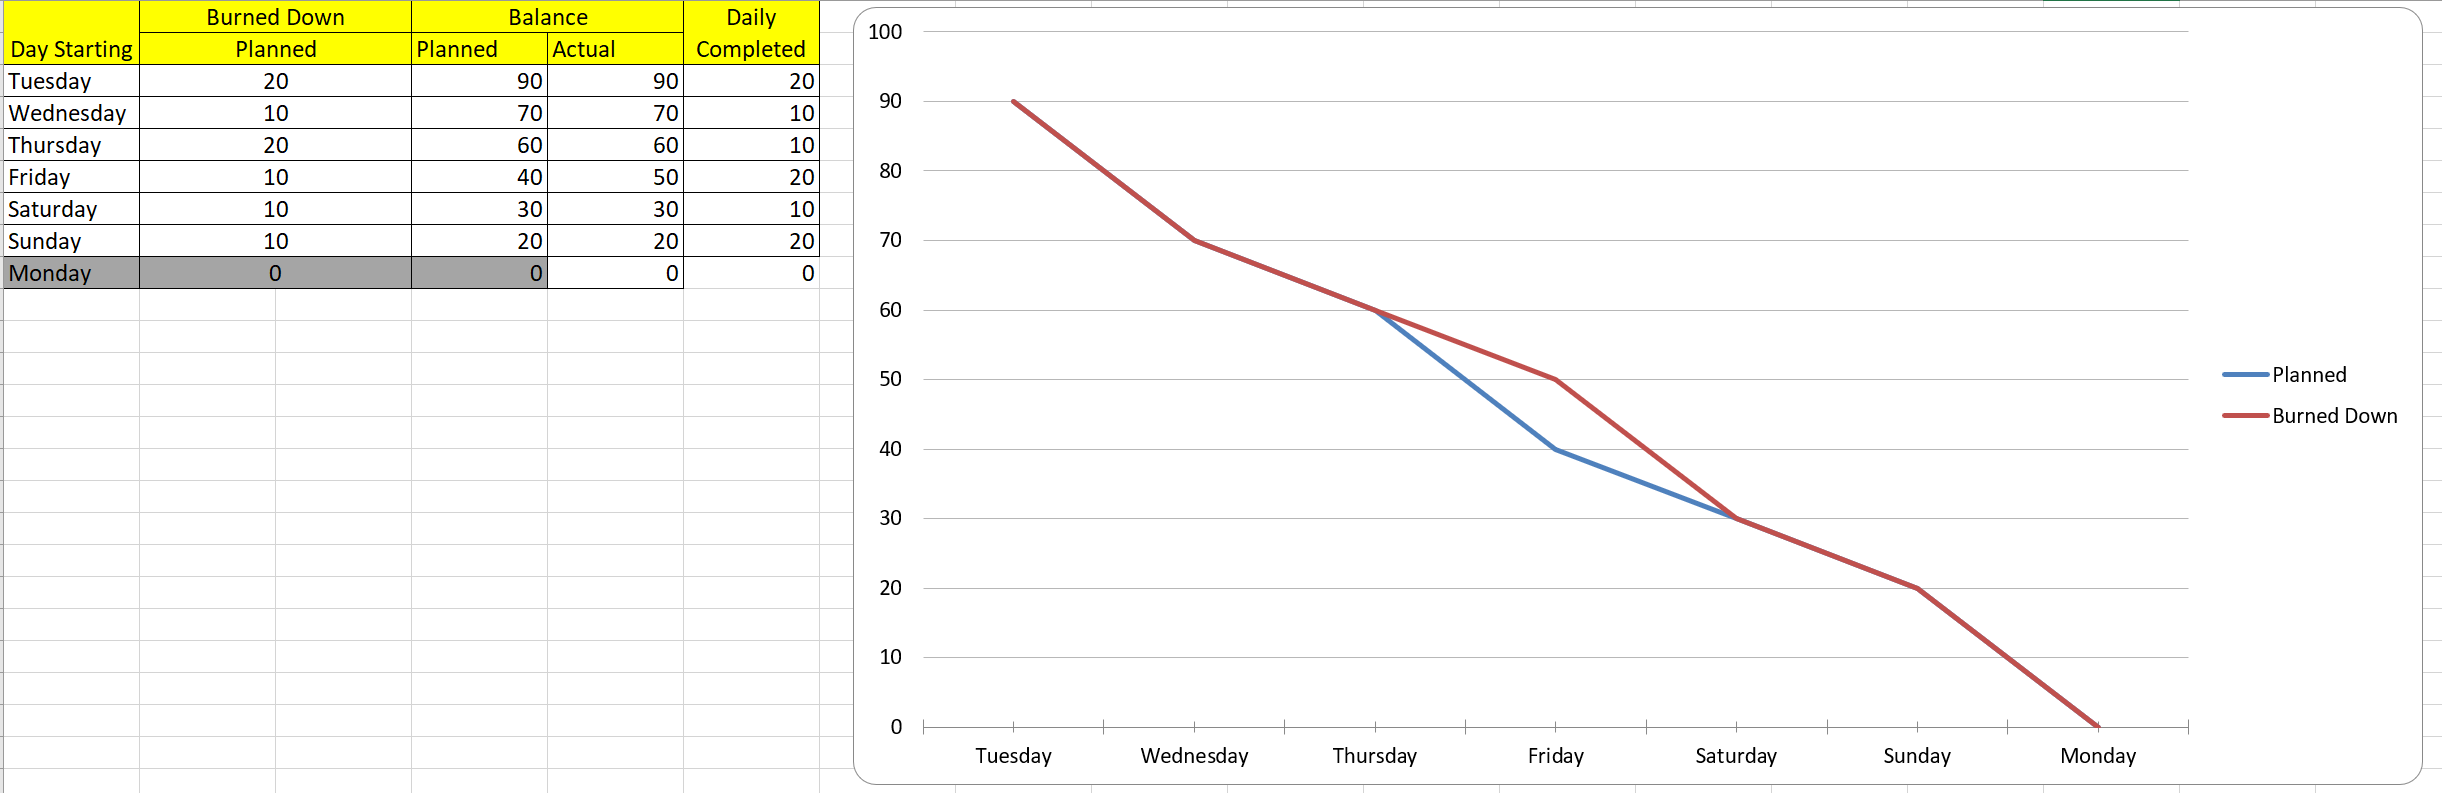 Burned Down Balance Daily
Day Starting Planned Planned Actual Completed
Tuesday 20 90 90 20
Wednesday 10 70 70 10
Thursday 20 60 60 10
Friday 10 40 50 20
Saturday 10 30 30 10
Sunday 10 20 20 20
Monday 0 0 0 0
100
90
80
70
60
50
40
30
20
10
0
Tuesday Wednesday Thursday Friday Saturday Sunday Monday
Planned
Burned Down